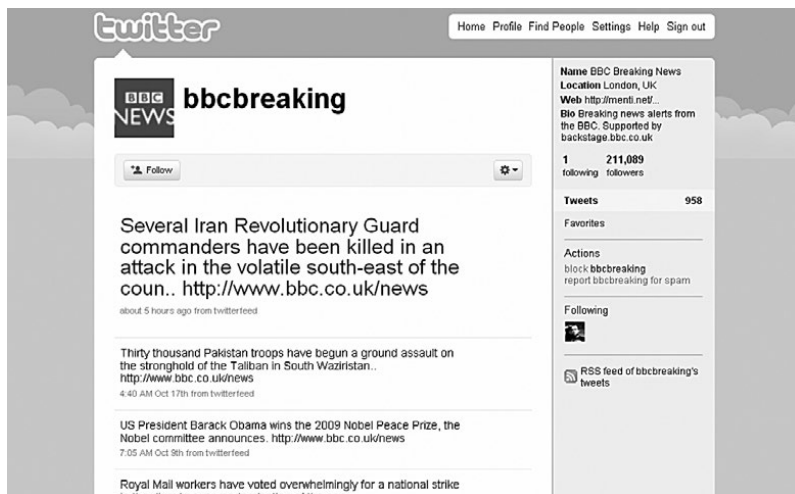 twitter
Home Profile Find People Settings Help Sign out
BBC
NEWS
bbcbreaking
Follow
Several Iran Revolutionary Guard
commanders have been killed in an
attack in the volatile south-east of the
coun.. http://www.bbc.co.uk/news
about 5 hours ago from twitterfeed
Thirty thousand Pakistan troops have begun a ground assault on
the stronghold of the Taliban in South Waziristan..
http://www.bbc.co.uk/news
4:40 AM Oct 17th from twitterfeed
US President Barack Obama wins the 2009 Nobel Peace Prize, the
Nobel committee announces. http://www.bbc.co.uk/news
7:05 AM Oct 9th from twitterfeed
Royal Mail workers have voted overwhelmingly for a national strike
Name BBC Breaking News
Location London, UK
Web http://menti.net/...
Bio Breaking news alerts from
the BBC. Supported by
backstage.bbc.co.uk
1 211,089
following followers
Tweets 958
Favorites
Actions
block bbcbreaking
report bbcbreaking for spam
Following
RSS feed of bbcbreaking's
tweets